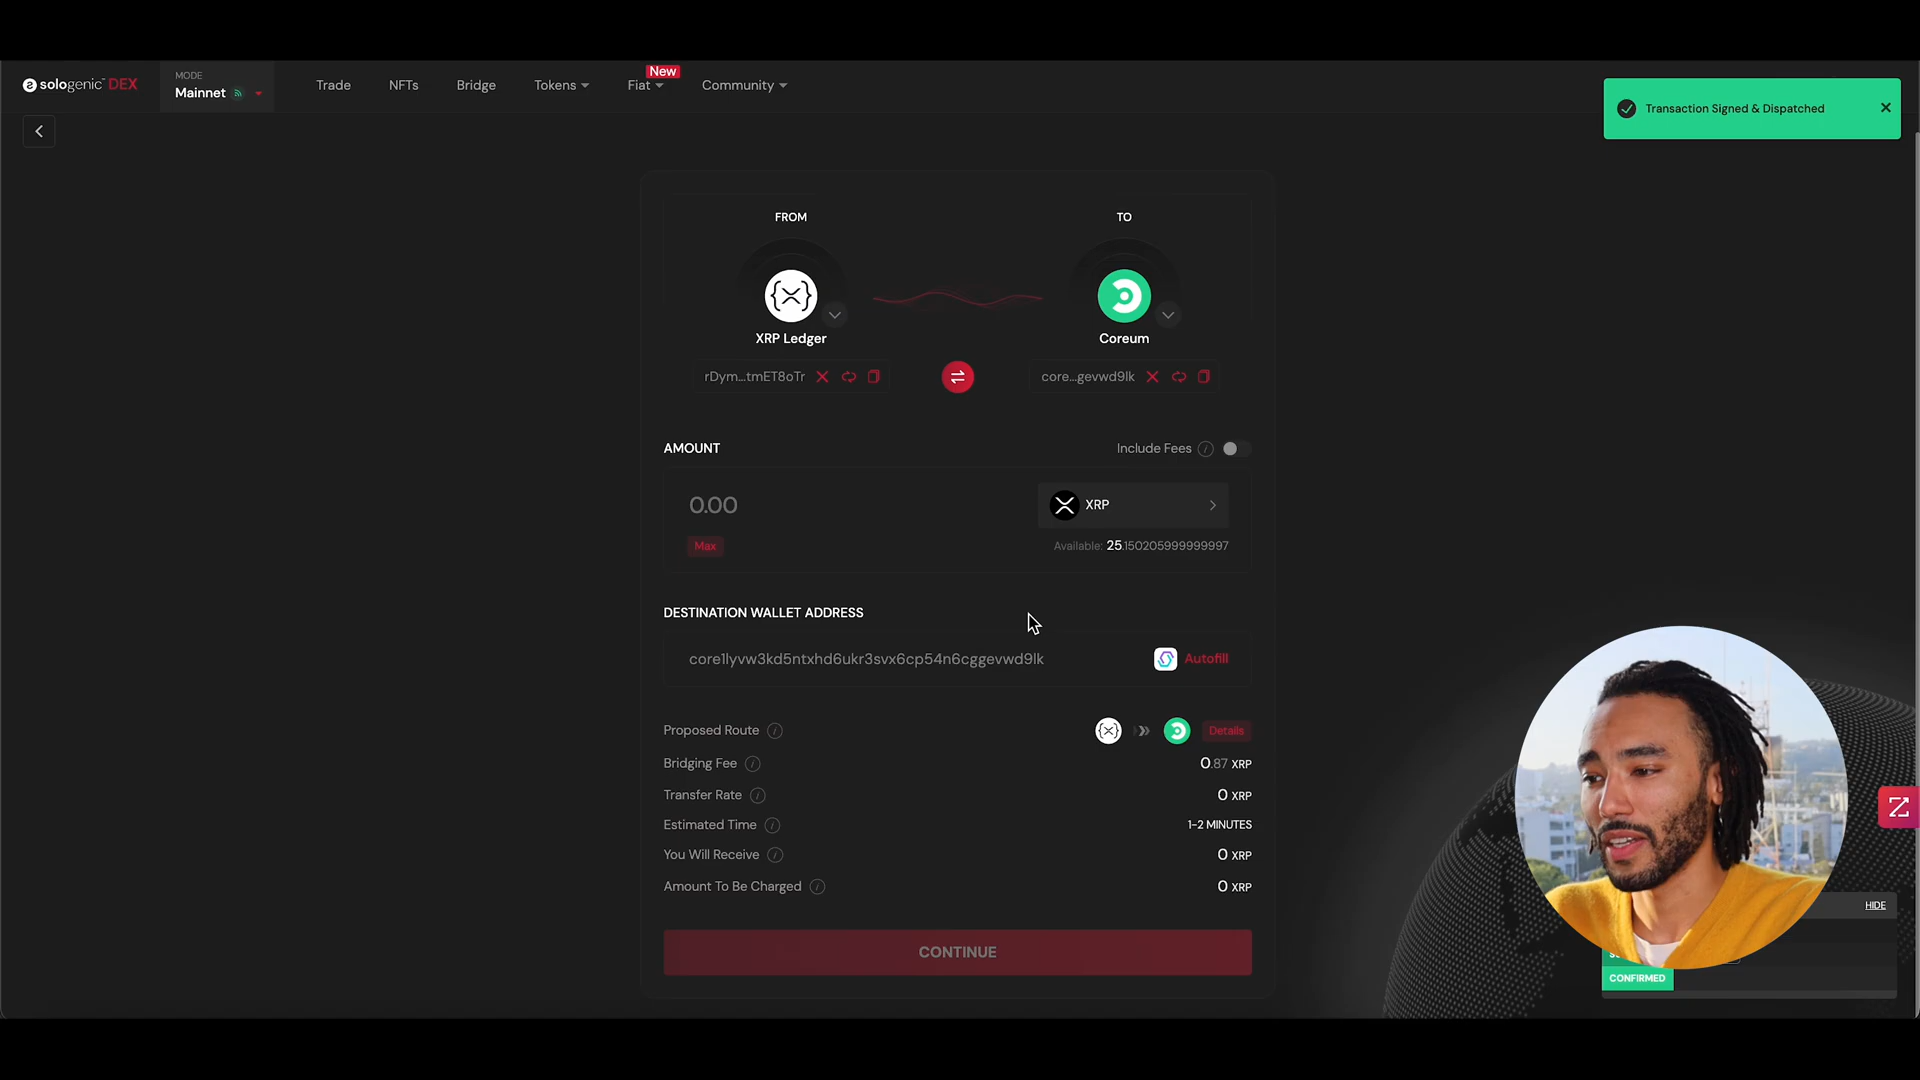 sologenic™ DEX
MODE
Mainnet
Trade
NFTs
Bridge
Tokens
Fiat
New
Community
Transaction Signed & Dispatched
FROM
TO
XRP Ledger
Coreum
rDym...tmET8oTr
core...gevwd9lk
AMOUNT
Include Fees
0.00
XRP
Max
Available: 25.150205999999997
DESTINATION WALLET ADDRESS
core1lyvw3kd5ntxhd6ukr3svx6cp54n6cggevwd9lk
Autofill
Proposed Route
Details
Bridging Fee
0.87 XRP
Transfer Rate
0 XRP
Estimated Time
1-2 MINUTES
You Will Receive
0 XRP
Amount To Be Charged
0 XRP
CONTINUE
HIDE
CONFIRMED